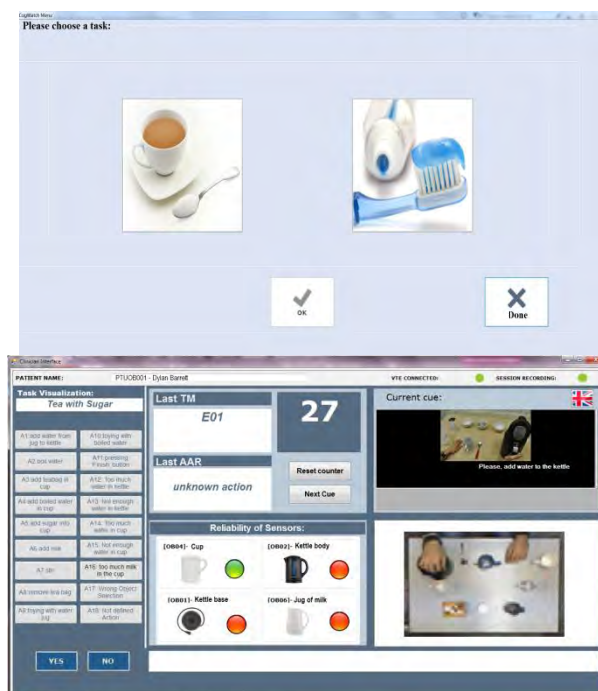 CogWatch Menu
Please choose a task:
OK
Done
Clinician Interface
PATIENT NAME:
PTUOB001 - Dylan Barrett
VTE CONNECTED:
SESSION RECORDING:
Task Visualization:
Tea with Sugar
A1:add water from
jug to kettle
A2:box water
A3:add teabag in
cup
A4:add boiled water
in cup
A5:add sugar into
cup
A6:add milk
A7:stir
A8:remove tea bag
A9:toying with water
jug
A10:toying with
boiled water
A11:pressing
A12: Too much
water in kettle
A13: Not enough
water in kettle
A14: Too much
water in cup
A15: Not enough
water in cup
A16: too much milk
in the cup
A17: Wrong Object
Selection
A18: Not defined
Action
YES
NO
Last TM
E01
27
Last AAR
unknown action
Reset counter
Next Cue
Reliability of Sensors:
[OB04]- Cup
[OB02]- Kettle body
[OB01]- Kettle base
[OB06]- Jug of milk
Current cue:
Please, add water to the kettle